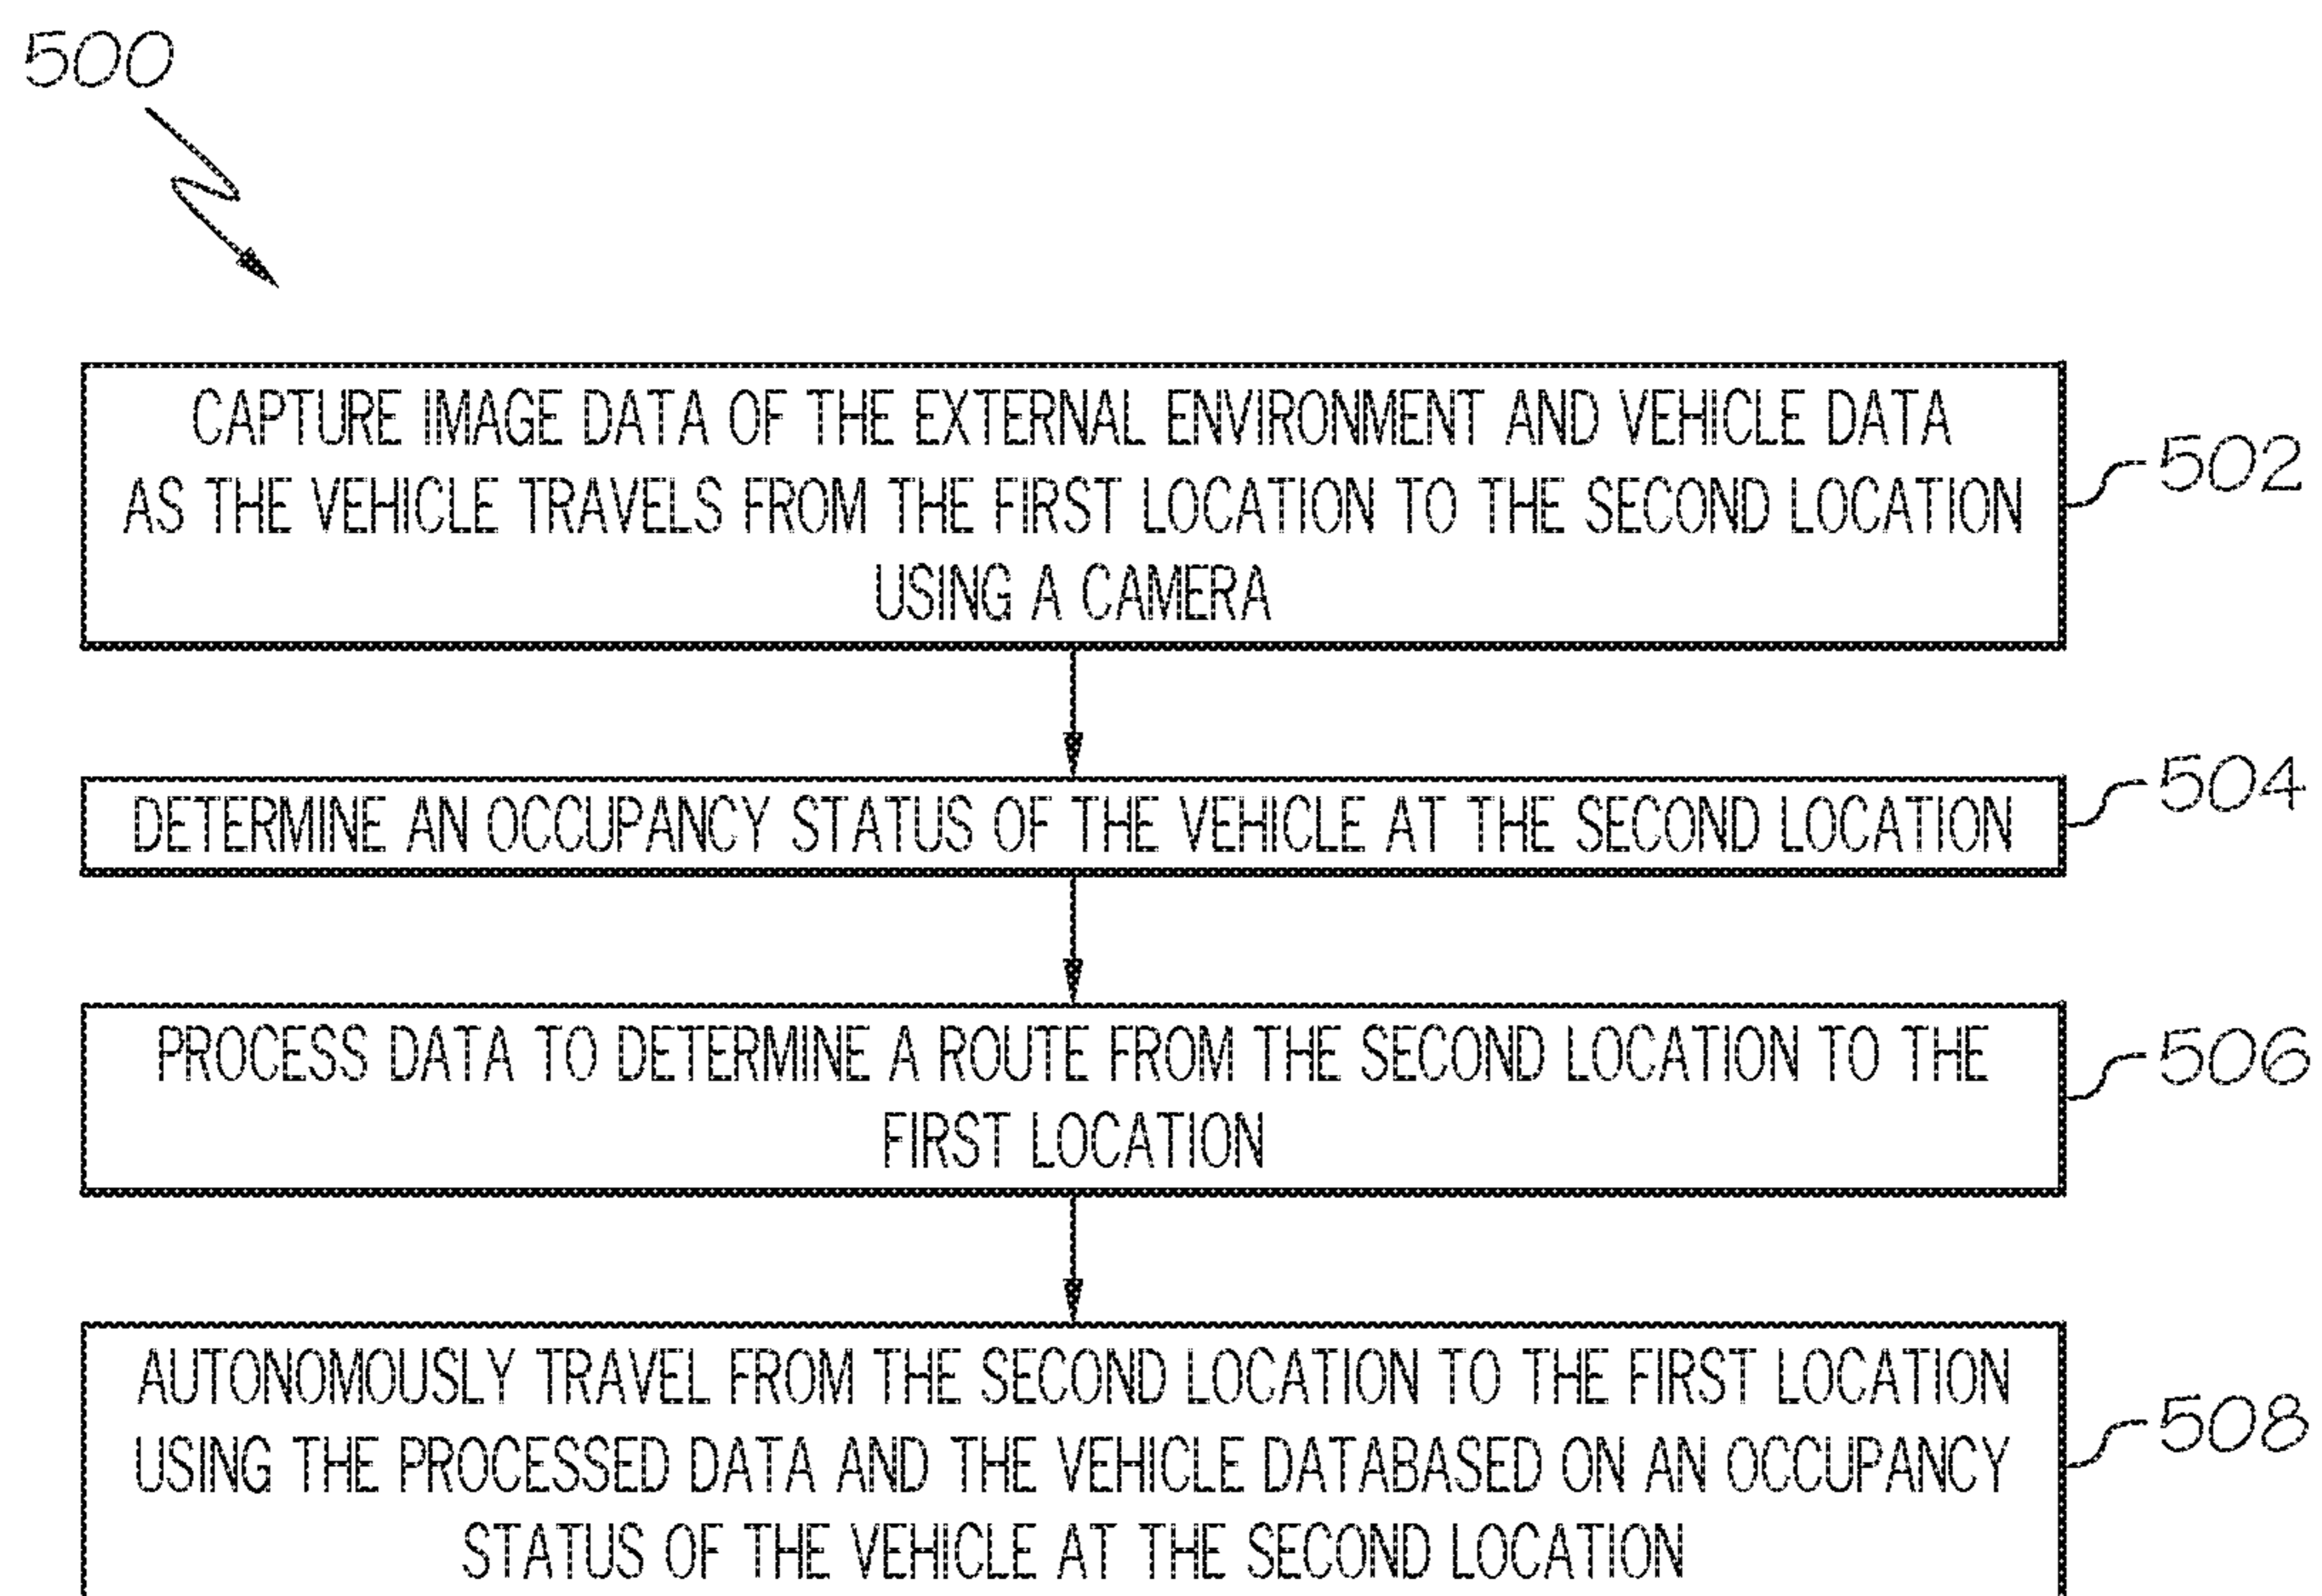 500
CAPTURE IMAGE DATA OF THE EXTERNAL ENVIRONMENT AND VEHICLE DATA
AS THE VEHICLE TRAVELS FROM THE FIRST LOCATION TO THE SECOND LOCATION
USING A CAMERA
502
DETERMINE AN OCCUPANCY STATUS OF THE VEHICLE AT THE SECOND LOCATION
504
PROCESS DATA TO DETERMINE A ROUTE FROM THE SECOND LOCATION TO THE
FIRST LOCATION
506
AUTONOMOUSLY TRAVEL FROM THE SECOND LOCATION TO THE FIRST LOCATION
USING THE PROCESSED DATA AND THE VEHICLE DATABASED ON AN OCCUPANCY
STATUS OF THE VEHICLE AT THE SECOND LOCATION
508